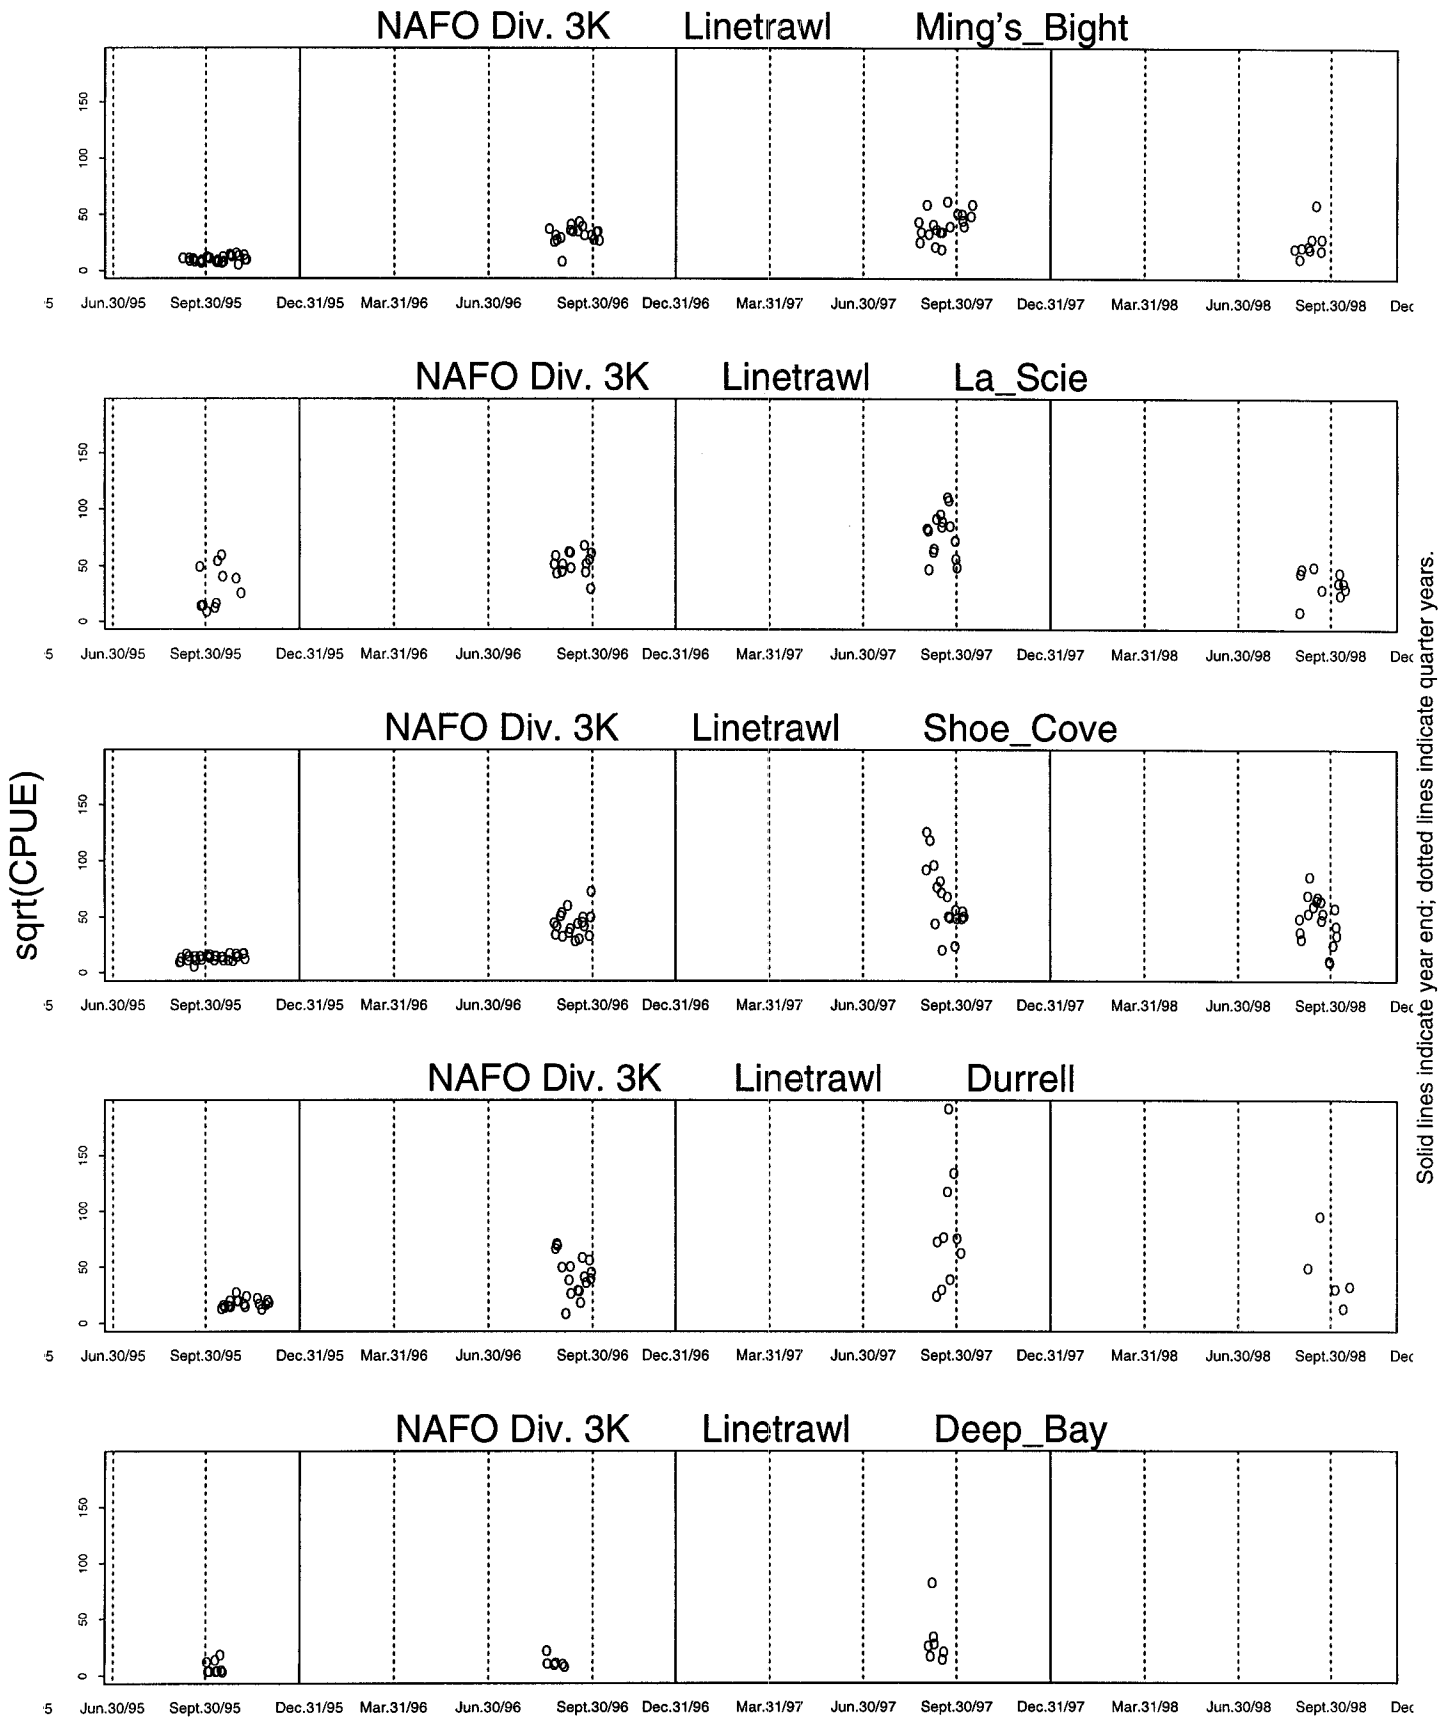 NAFO Div. 3K Linetrawl Ming's_Bight
150
100
50
0
:5 Jun.30/95 Sept.30/95 Dec.31/95 Mar.31/96 Jun.30/96 Sept.30/96 Dec.31/96 Mar.31/97 Jun.30/97 Sept.30/97 Dec.31/97 Mar.31/98 Jun.30/98 Sept.30/98 Dec
NAFO Div. 3K Linetrawl La_Scie
150
100
50
0
:5 Jun.30/95 Sept.30/95 Dec.31/95 Mar.31/96 Jun.30/96 Sept.30/96 Dec.31/96 Mar.31/97 Jun.30/97 Sept.30/97 Dec.31/97 Mar.31/98 Jun.30/98 Sept.30/98 Dec
NAFO Div. 3K Linetrawl Shoe_Cove
150
100
50
0
:5 Jun.30/95 Sept.30/95 Dec.31/95 Mar.31/96 Jun.30/96 Sept.30/96 Dec.31/96 Mar.31/97 Jun.30/97 Sept.30/97 Dec.31/97 Mar.31/98 Jun.30/98 Sept.30/98 Dec
NAFO Div. 3K Linetrawl Durrell
150
100
50
0
:5 Jun.30/95 Sept.30/95 Dec.31/95 Mar.31/96 Jun.30/96 Sept.30/96 Dec.31/96 Mar.31/97 Jun.30/97 Sept.30/97 Dec.31/97 Mar.31/98 Jun.30/98 Sept.30/98 Dec
NAFO Div. 3K Linetrawl Deep_Bay
150
100
50
0
:5 Jun.30/95 Sept.30/95 Dec.31/95 Mar.31/96 Jun.30/96 Sept.30/96 Dec.31/96 Mar.31/97 Jun.30/97 Sept.30/97 Dec.31/97 Mar.31/98 Jun.30/98 Sept.30/98 Dec
sqrt(CPUE)
Solid lines indicate year end; dotted lines indicate quarter years.